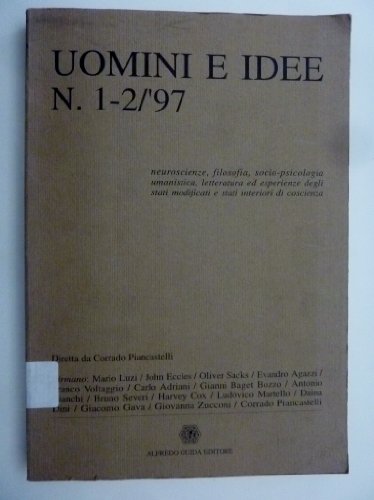 UOMINI E IDEE
N. 1-2/'97
neuroscienze, filosofia, socio-psicologia
umanistica, letteratura ed esperienze degli
stati modificati e stati interiori di coscienza
Diretta da Corrado Piancastelli
Firmano: Mario Luzi / John Eccles / Oliver Sacks / Evandro Agazzi /
Franco Voltaggio / Carlo Adriani / Gianni Baget Bozzo / Antonio
Bianchi / Bruno Severi / Harvey Cox / Ludovico Martello / Daina
Dini / Giacomo Gava / Giovanna Zucconi / Corrado Piancastelli
ALFREDO GUIDA EDITORE